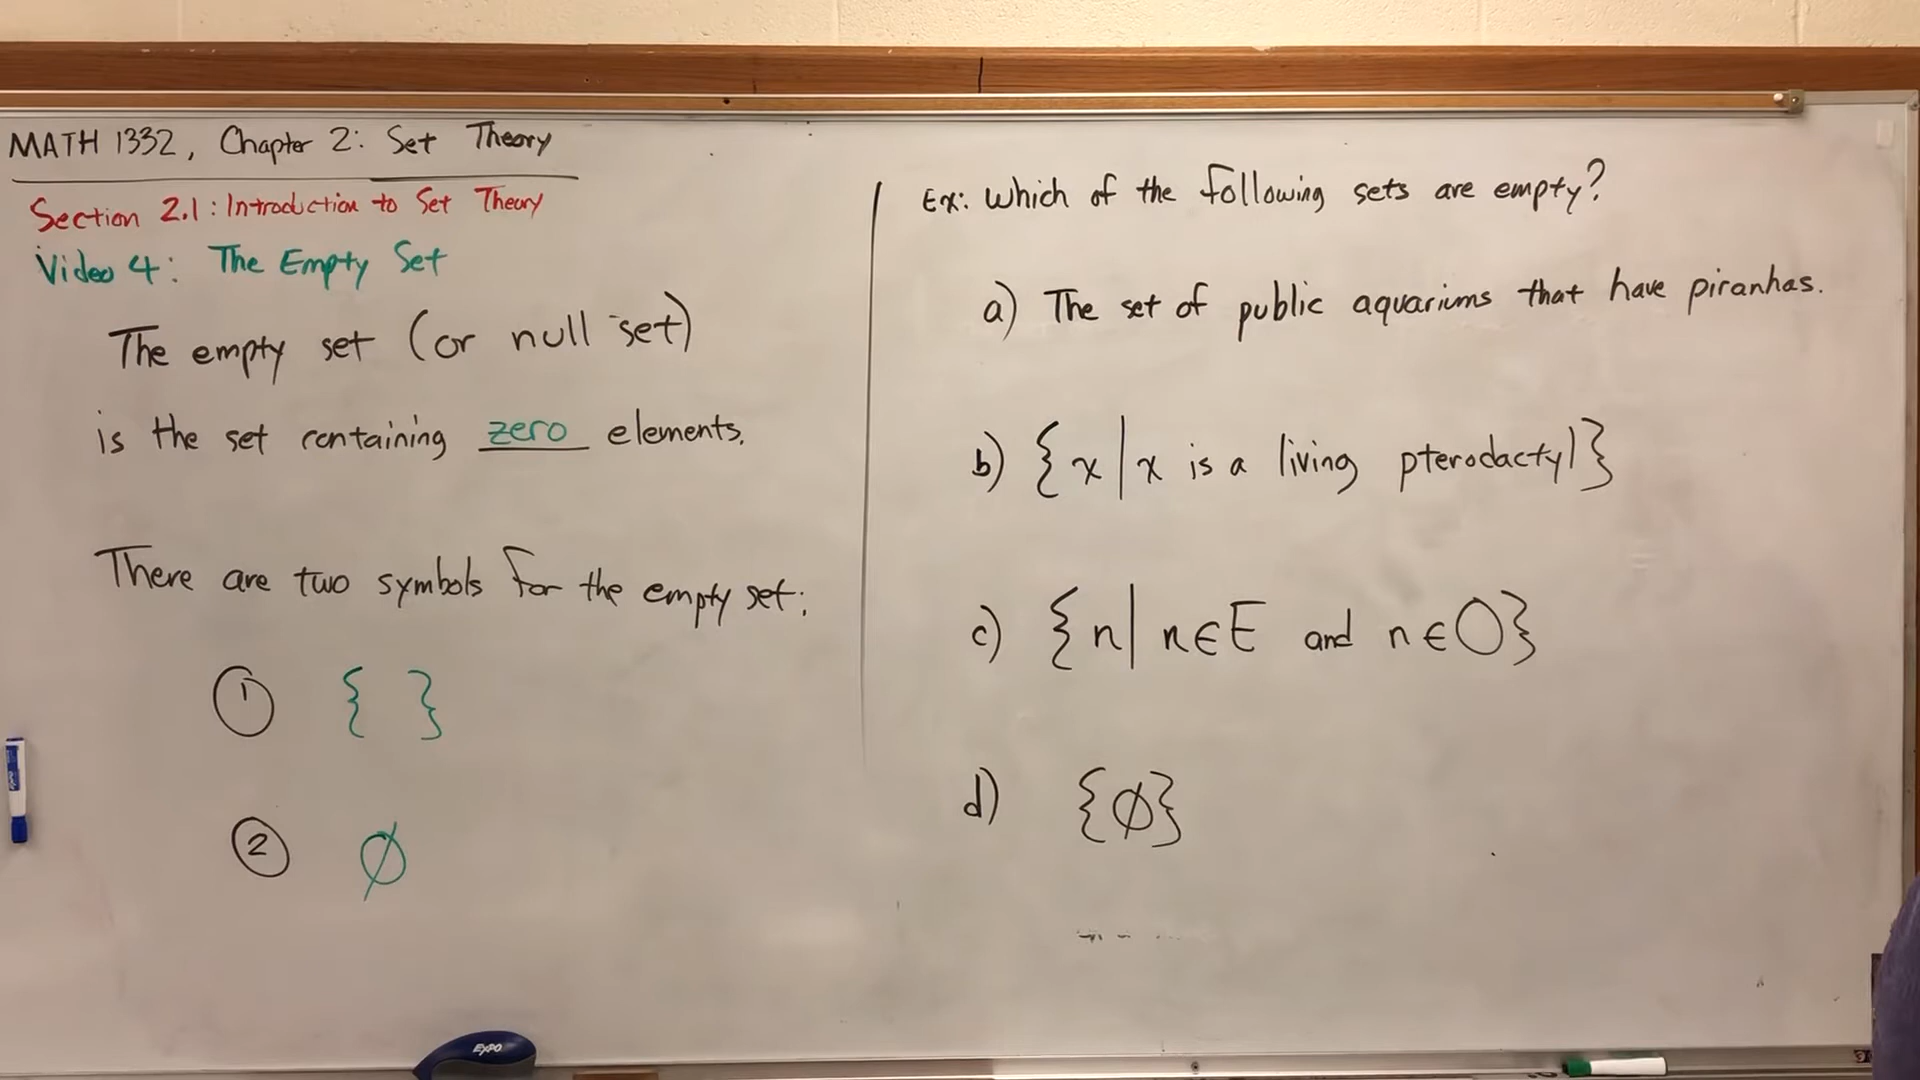 MATH 1332, Chapter 2: Set Theory
Section 2.1: Introduction to Set Theory
Video 4: The Empty Set
The empty set (or null set)
is the set containing zero elements.
There are two symbols for the empty set:
① { }
② ∅
Ex: Which of the following sets are empty?
a) The set of public aquariums that have piranhas.
b) {x|x is a living pterodactyl}
c) {n| n∈E and n∈O}
d) {∅}
EXPO